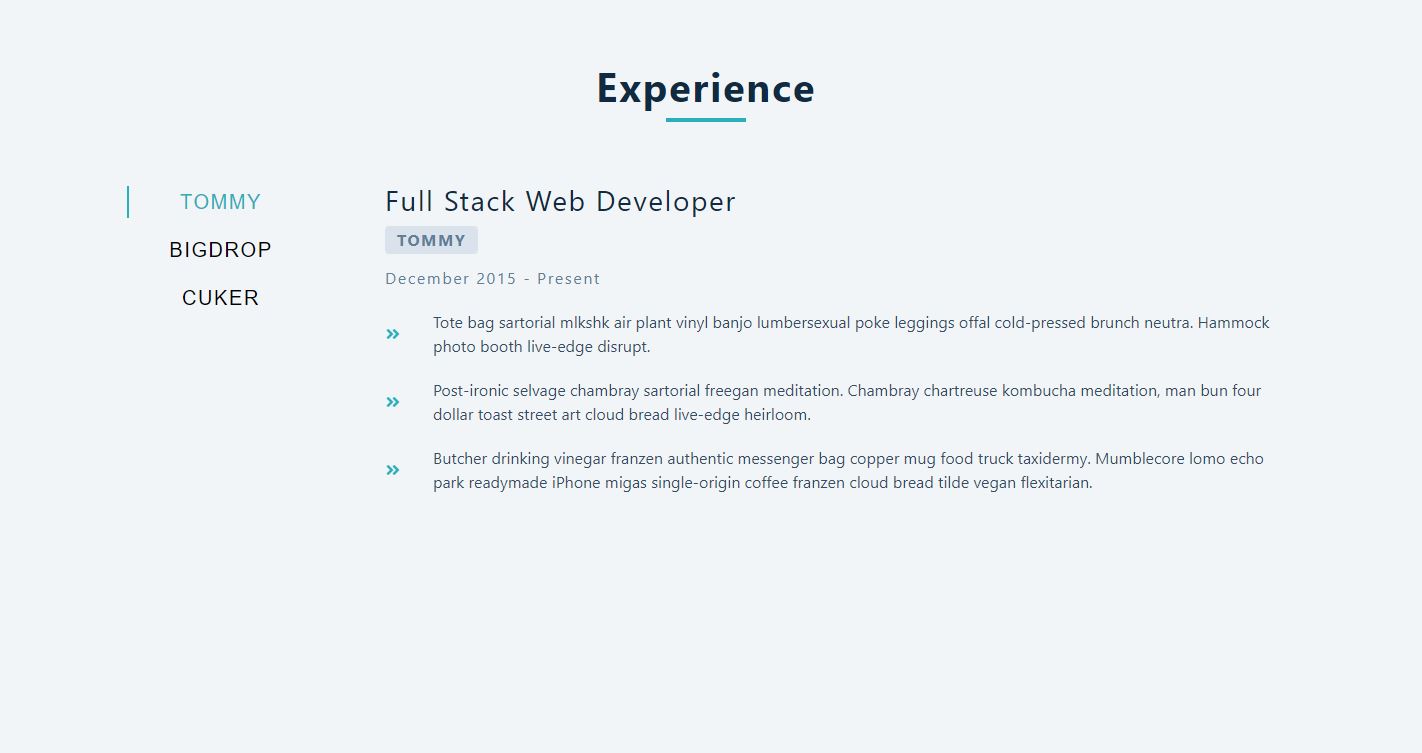 Experience
TOMMY
BIGDROP
CUKER
Full Stack Web Developer
TOMMY
December 2015 - Present
Tote bag sartorial mlkshk air plant vinyl banjo lumbersexual poke leggings offal cold-pressed brunch neutra. Hammock
photo booth live-edge disrupt.
Post-ironic selvage chambray sartorial freegan meditation. Chambray chartreuse kombucha meditation, man bun four
dollar toast street art cloud bread live-edge heirloom.
Butcher drinking vinegar franzen authentic messenger bag copper mug food truck taxidermy. Mumblecore lomo echo
park readymade iPhone migas single-origin coffee franzen cloud bread tilde vegan flexitarian.